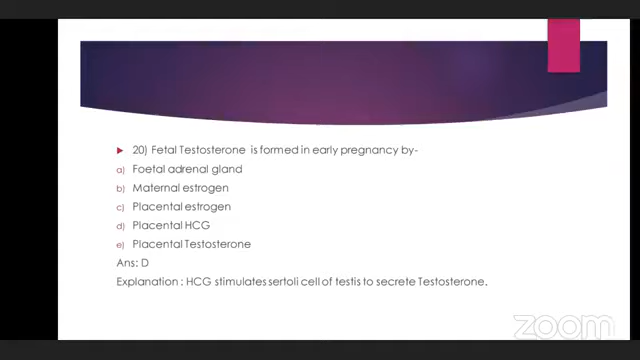 20) Fetal Testosterone is formed in early pregnancy by-
a) Foetal adrenal gland
b) Maternal estrogen
c) Placental estrogen
d) Placental HCG
e) Placental Testosterone
Ans: D
Explanation : HCG stimulates sertoli cell of testis to secrete Testosterone.
zoom